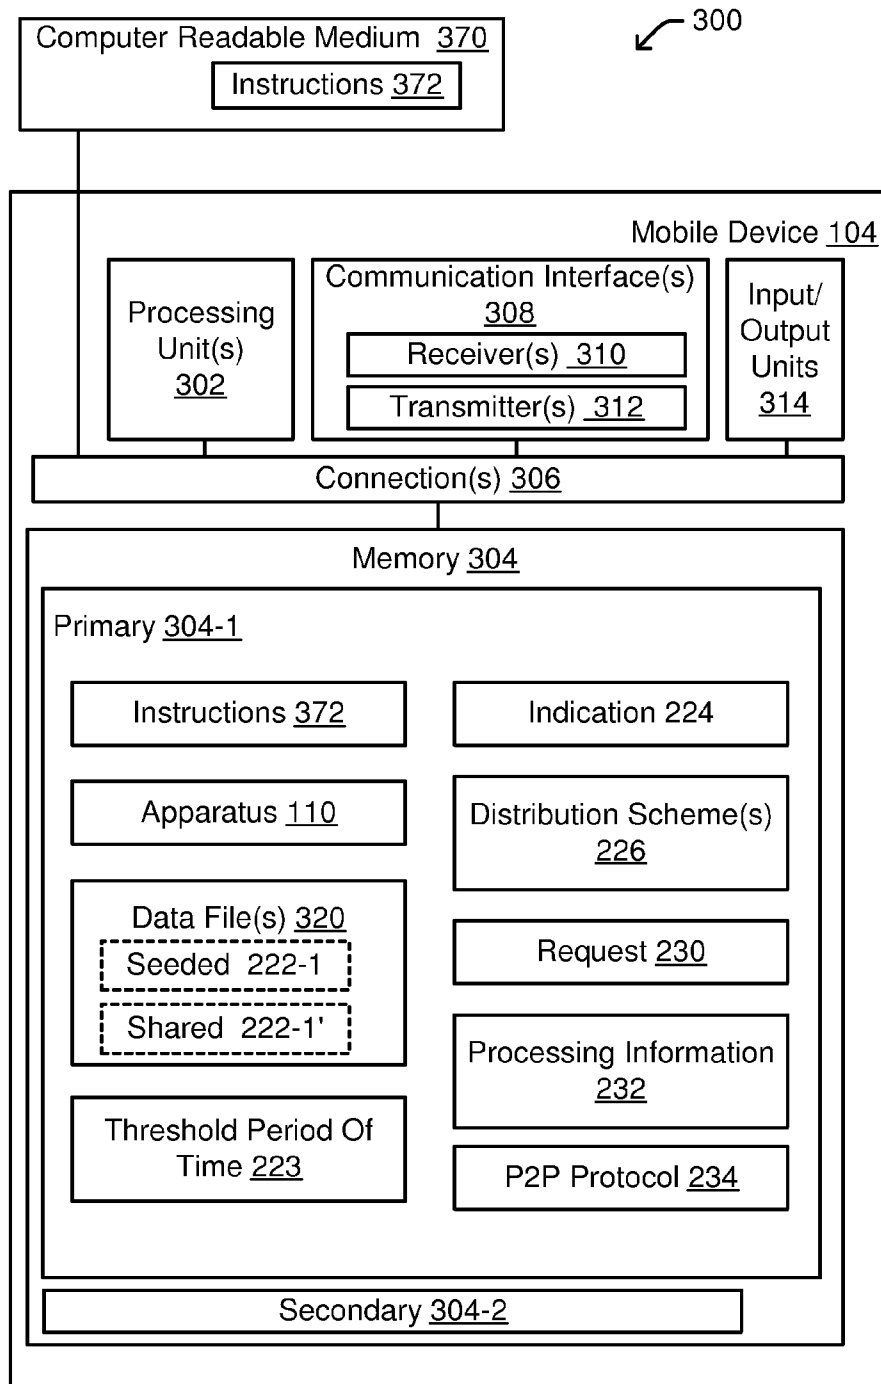 300
Computer Readable Medium 370
Instructions 372
Mobile Device 104
Processing
Unit(s)
302
Communication Interface(s)
308
Receiver(s) 310
Transmitter(s) 312
Input/
Output
Units
314
Connection(s) 306
Memory 304
Primary 304-1
Instructions 372
Apparatus 110
Data File(s) 320
Seeded 222-1
Shared 222-1'
Threshold Period Of
Time 223
Indication 224
Distribution Scheme(s)
226
Request 230
Processing Information
232
P2P Protocol 234
Secondary 304-2